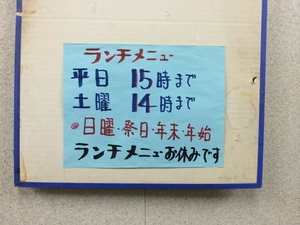 ランチメニュー
平日 15時まで
土曜 14時まで
◎日曜・祭日・年末・年始
ランチメニューお休みです